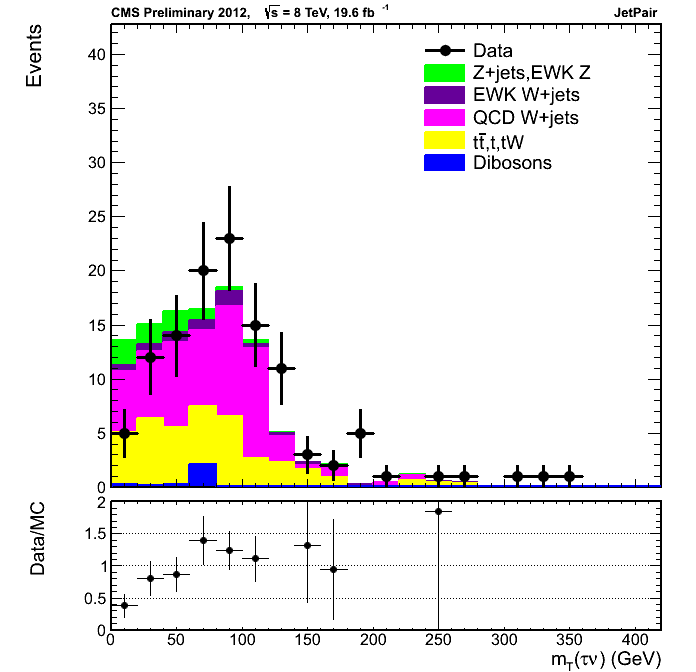 CMS Preliminary 2012, √s = 8 TeV, 19.6 fb⁻¹ JetPair
Events
40
35
30
25
20
15
10
5
0
Data
Z+jets,EWK Z
EWK W+jets
QCD W+jets
tt̄,t,tW
Dibosons
Data/MC
2
1.5
1
0.5
0
0 50 100 150 200 250 300 350 400
m_T(τν) (GeV)